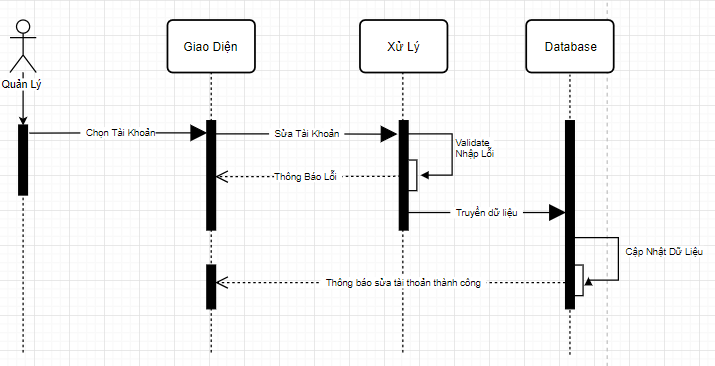 Giao Diện
Xử Lý
Database
Quản Lý
Chọn Tài Khoản
Sửa Tài Khoản
Validate
Nhập Lỗi
Thông Báo Lỗi
Truyền dữ liệu
Cập Nhật Dữ Liệu
Thông báo sửa tài thoản thành công